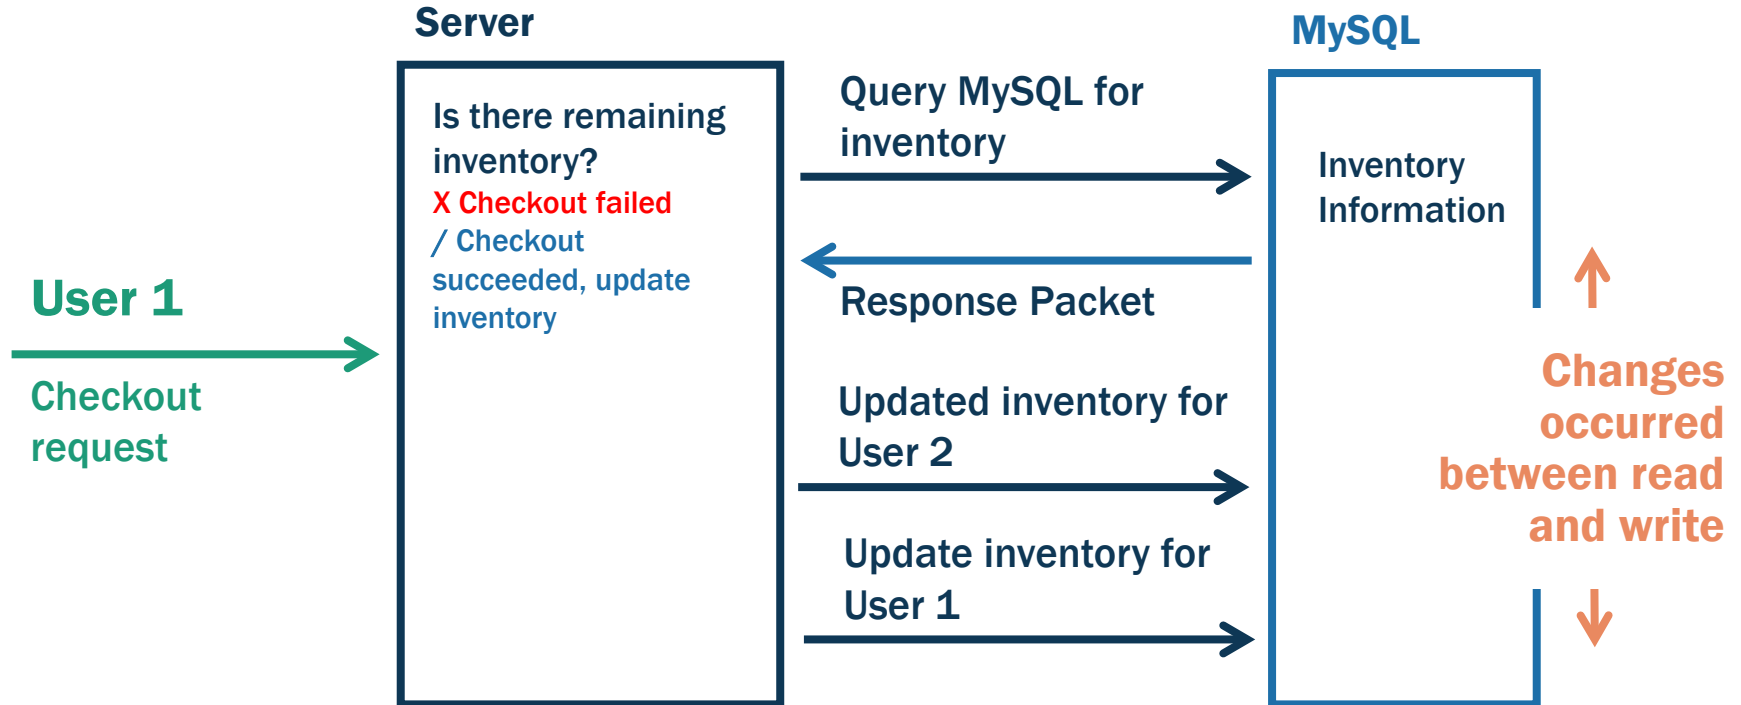 Server
MySQL
Is there remaining
inventory?
X Checkout failed
/ Checkout
succeeded, update
inventory
Query MySQL for
inventory
Inventory
Information
User 1
Checkout
request
Response Packet
Updated inventory for
User 2
Update inventory for
User 1
Changes
occurred
between read
and write